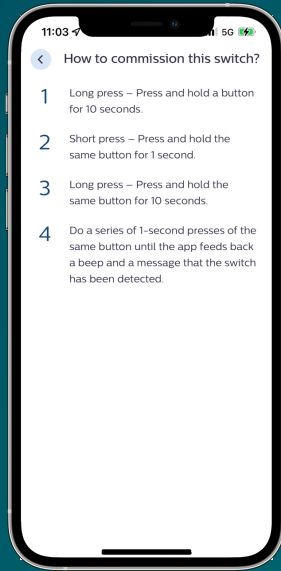 11:03
5G
How to commission this switch?
1 Long press – Press and hold a button
for 10 seconds.
2 Short press – Press and hold the
same button for 1 second.
3 Long press – Press and hold the
same button for 10 seconds.
4 Do a series of 1-second presses of the
same button until the app feeds back
a beep and a message that the switch
has been detected.